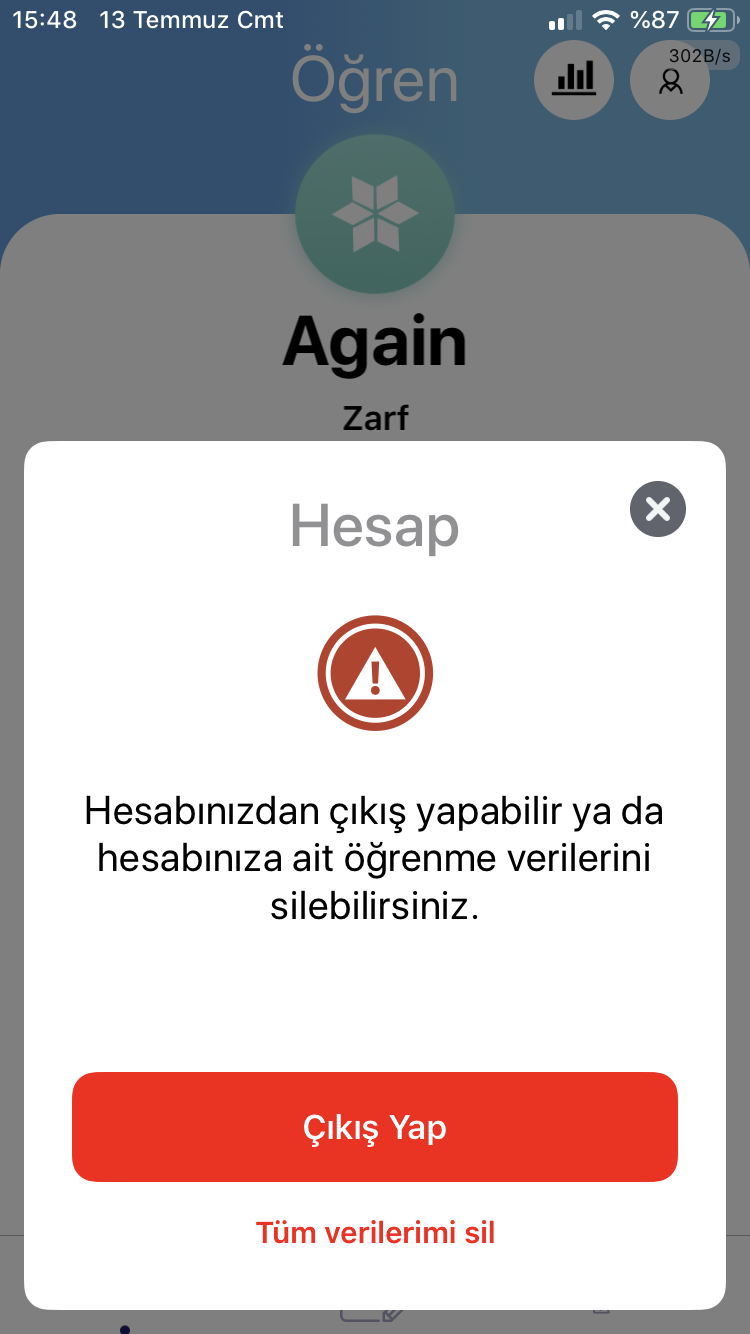 15:48 13 Temmuz Cmt %87
302B/s
Öğren
Again
Zarf
Hesap
Hesabınızdan çıkış yapabilir ya da
hesabınıza ait öğrenme verilerini
silebilirsiniz.
Çıkış Yap
Tüm verilerimi sil